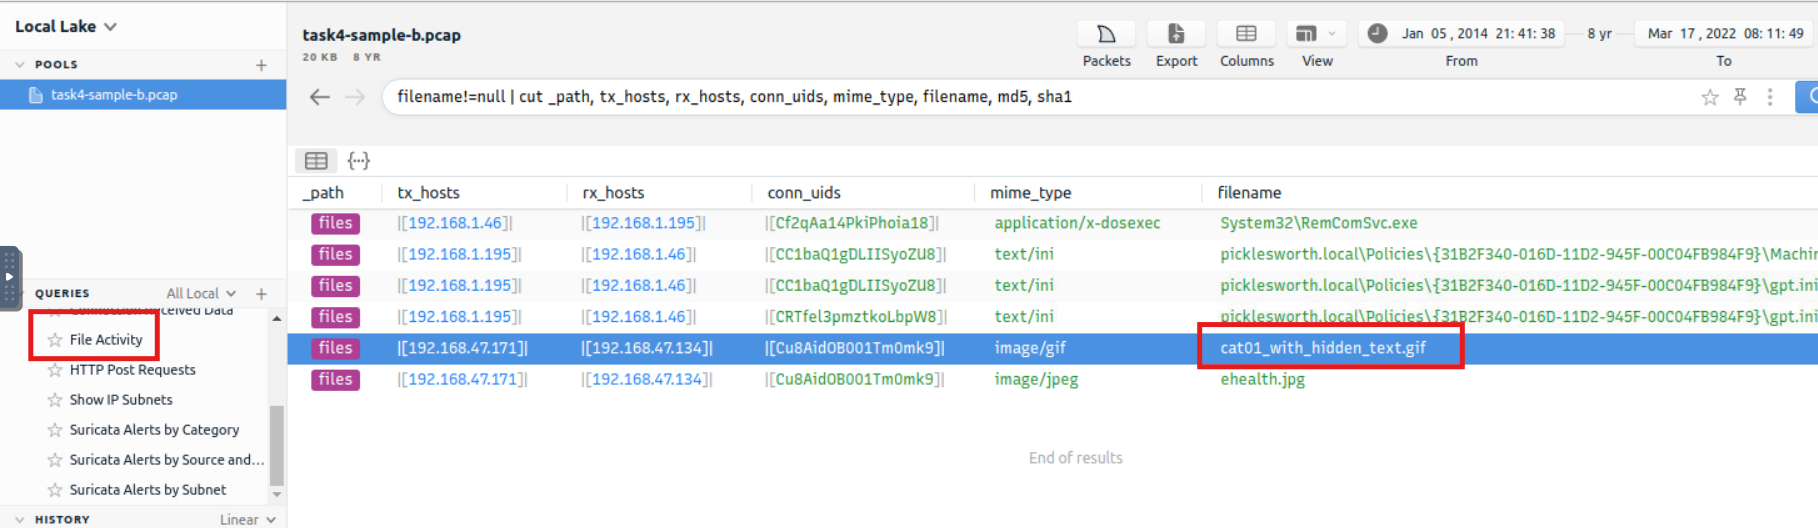 Local Lake
POOLS +
task4-sample-b.pcap
QUERIES All Local +
Connection Received Data
File Activity
HTTP Post Requests
Show IP Subnets
Suricata Alerts by Category
Suricata Alerts by Source and...
Suricata Alerts by Subnet
HISTORY Linear
task4-sample-b.pcap
20 KB 8 YR
Packets Export Columns View
Jan 05, 2014 21:41:38 8 yr Mar 17, 2022 08:11:49
From To
filename!=null | cut _path, tx_hosts, rx_hosts, conn_uids, mime_type, filename, md5, sha1
_path tx_hosts rx_hosts conn_uids mime_type filename
files |[192.168.1.46]| |[192.168.1.195]| |[Cf2qAa14PkiPhoia18]| application/x-dosexec System32\RemComSvc.exe
files |[192.168.1.195]| |[192.168.1.46]| |[CC1baQ1gDLIISyoZU8]| text/ini picklesworth.local\Policies\{31B2F340-016D-11D2-945F-00C04FB984F9}\Machin
files |[192.168.1.195]| |[192.168.1.46]| |[CC1baQ1gDLIISyoZU8]| text/ini picklesworth.local\Policies\{31B2F340-016D-11D2-945F-00C04FB984F9}\gpt.ini
files |[192.168.1.195]| |[192.168.1.46]| |[CRTfel3pmztkoLbpW8]| text/ini picklesworth.local\Policies\{31B2F340-016D-11D2-945F-00C04FB984F9}\gpt.ini
files |[192.168.47.171]| |[192.168.47.134]| |[Cu8AidOB001Tm0mk9]| image/gif cat01_with_hidden_text.gif
files |[192.168.47.171]| |[192.168.47.134]| |[Cu8AidOB001Tm0mk9]| image/jpeg ehealth.jpg
End of results